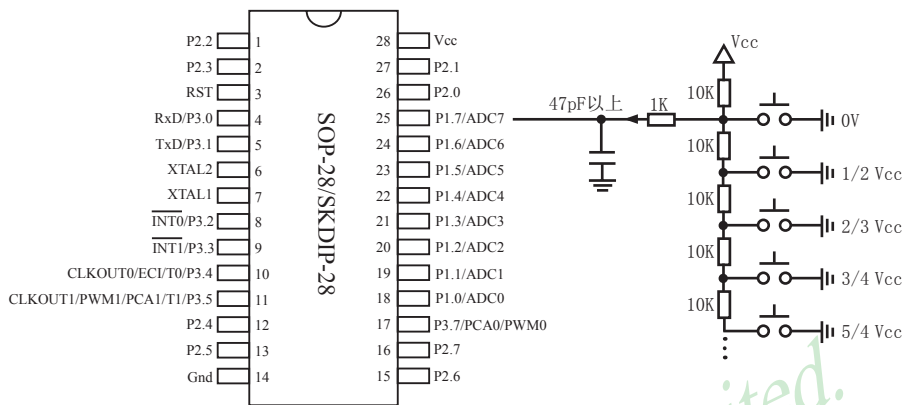 P2.2 1
P2.3 2
RST 3
RxD/P3.0 4
TxD/P3.1 5
XTAL2 6
XTAL1 7
INT0/P3.2 8
INT1/P3.3 9
CLKOUT0/ECI/T0/P3.4 10
CLKOUT1/PWM1/PCA1/T1/P3.5 11
P2.4 12
P2.5 13
Gnd 14
SOP-28/SKDIP-28
28 Vcc
27 P2.1
26 P2.0
25 P1.7/ADC7
24 P1.6/ADC6
23 P1.5/ADC5
22 P1.4/ADC4
21 P1.3/ADC3
20 P1.2/ADC2
19 P1.1/ADC1
18 P1.0/ADC0
17 P3.7/PCA0/PWM0
16 P2.7
15 P2.6
47pF以上
1K
Vcc
10K
0V
10K
1/2 Vcc
10K
2/3 Vcc
10K
3/4 Vcc
10K
5/4 Vcc